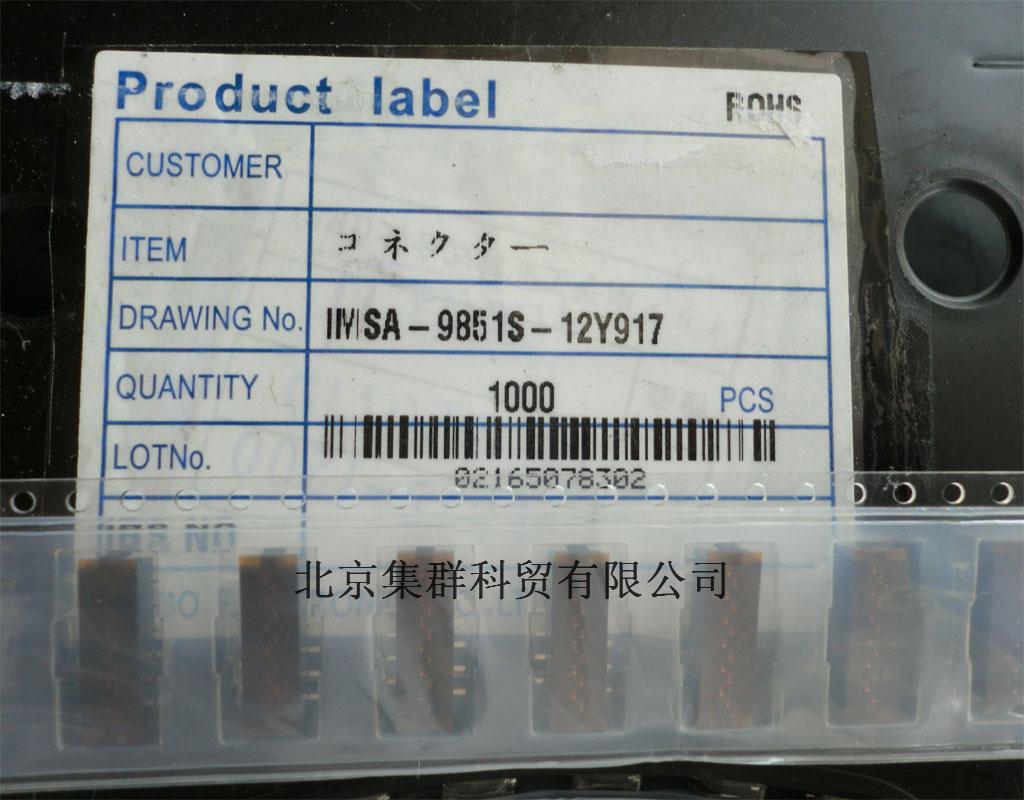 Product label
ROHS
CUSTOMER
ITEM コネクター
DRAWING No. IMSA-9851S-12Y917
QUANTITY 1000 PCS
LOTNo.
02165078302
北京集群科贸有限公司